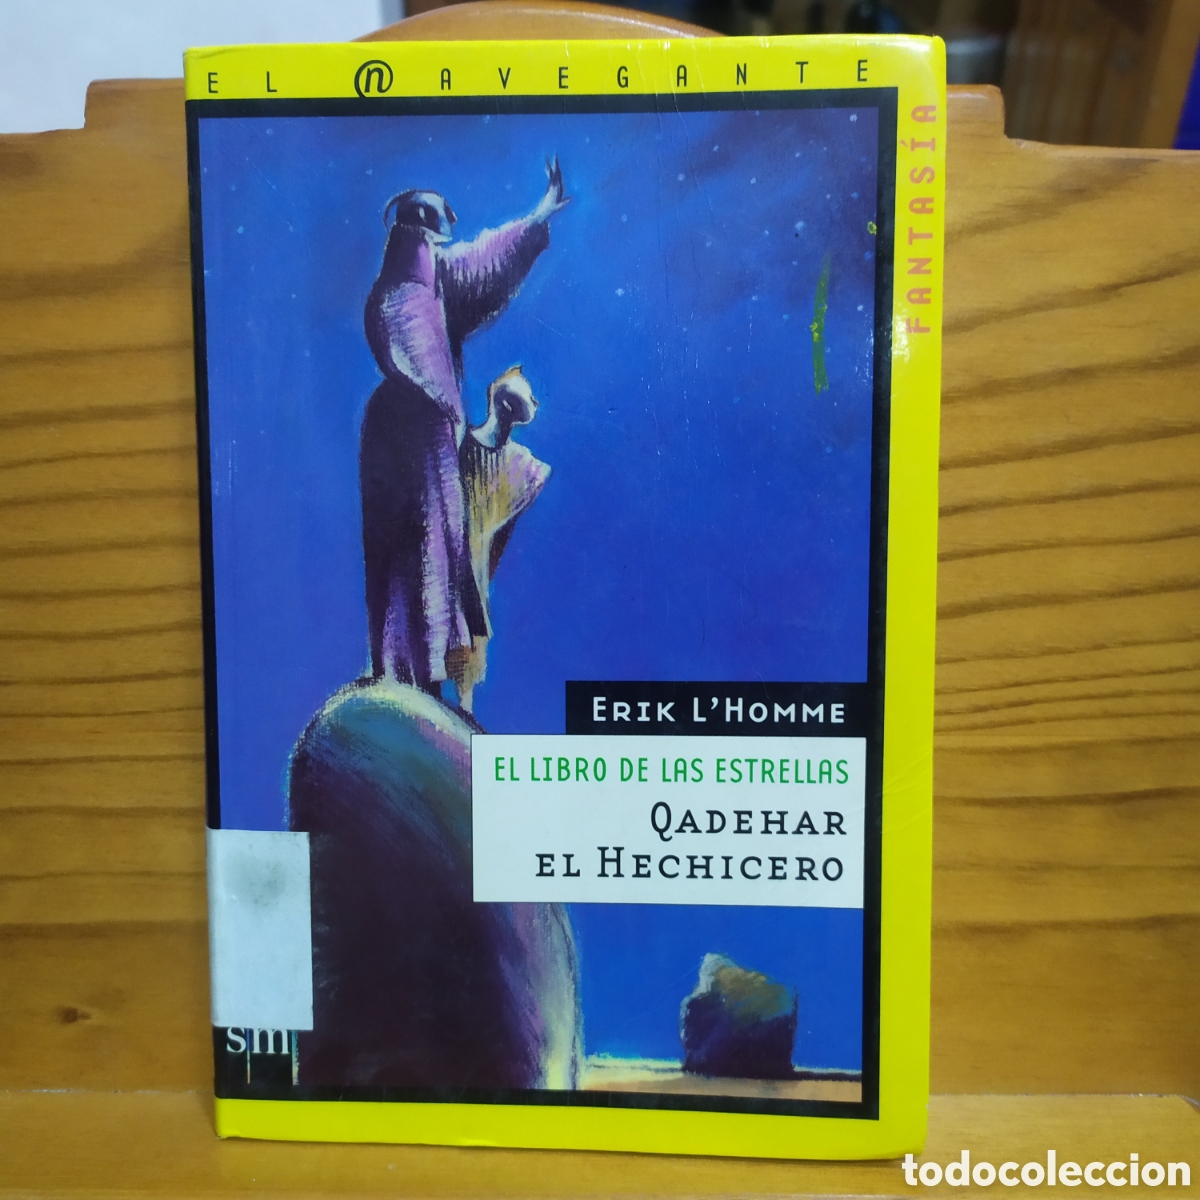 EL NAVEGANTE
FANTASÍA
ERIK L'HOMME
EL LIBRO DE LAS ESTRELLAS
QADEHAR
EL HECHICERO
sm
todocoleccion